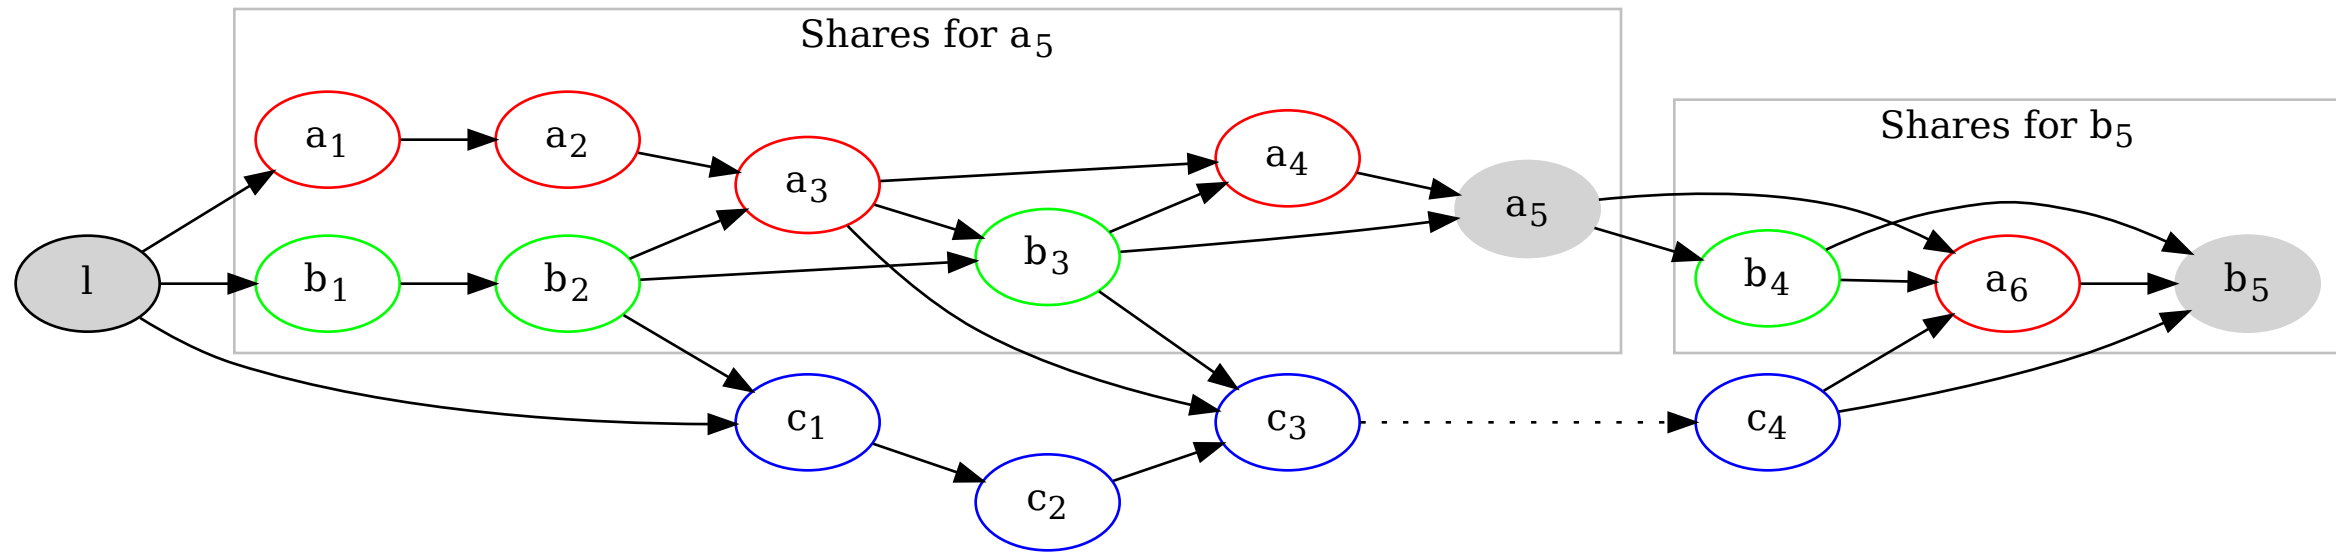 Shares for a₅
Shares for b₅
a₁
a₂
a₃
a₄
a₅
l
b₁
b₂
b₃
b₄
a₆
b₅
c₁
c₂
c₃
c₄